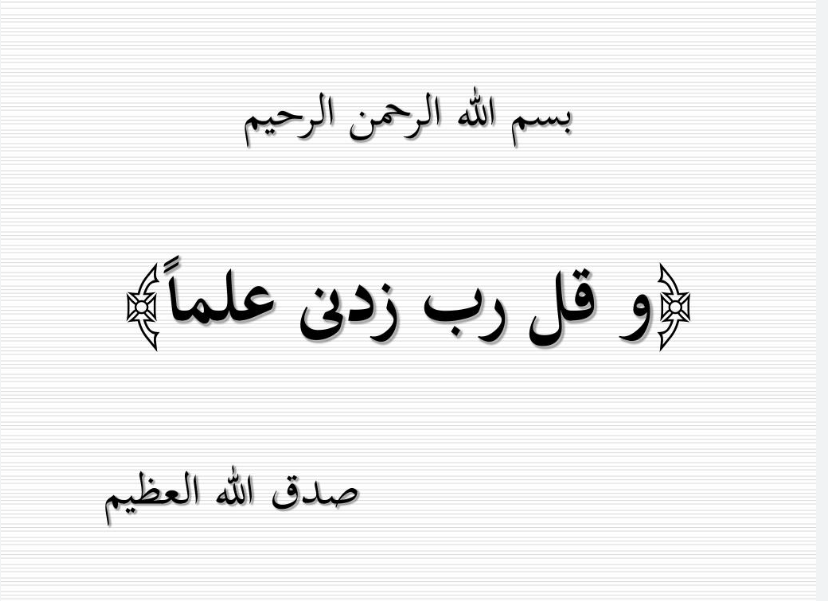 بسم الله الرحمن الرحيم
﴿و قل رب زدنى علماً﴾
صدق الله العظيم